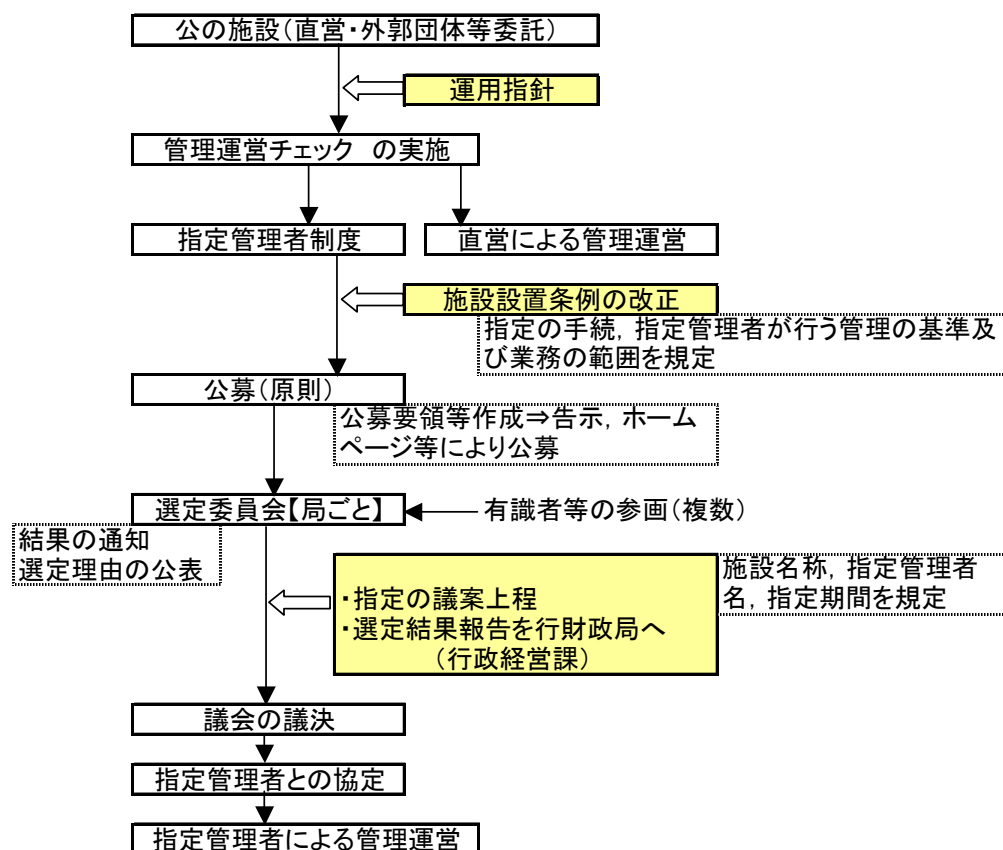 公の施設（直営・外郭団体等委託）
運用指針
管理運営チェック　の実施
指定管理者制度
直営による管理運営
施設設置条例の改正
指定の手続，指定管理者が行う管理の基準及
び業務の範囲を規定
公募（原則）
公募要領等作成⇒告示，ホーム
ページ等により公募
選定委員会【局ごと】
有識者等の参画（複数）
結果の通知
選定理由の公表
・指定の議案上程
・選定結果報告を行財政局へ
（行政経営課）
施設名称，指定管理者
名，指定期間を規定
議会の議決
指定管理者との協定
指定管理者による管理運営